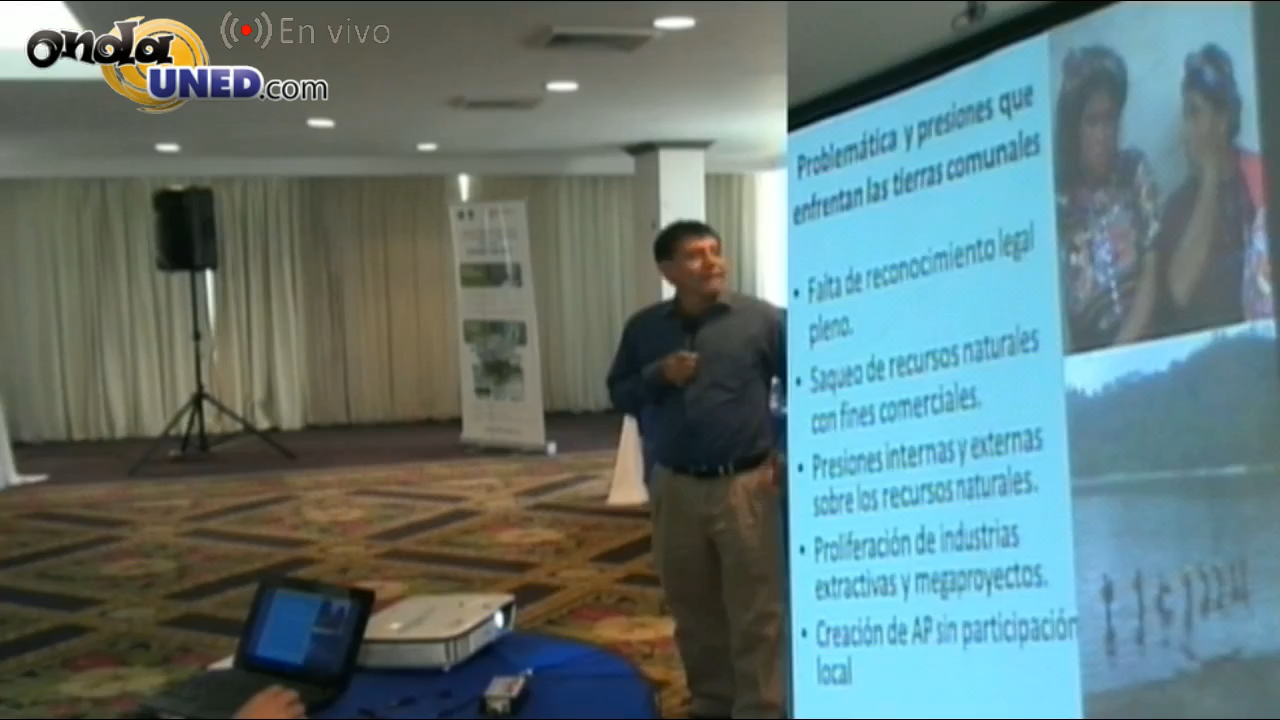 onda
UNED.com
En vivo
Problemática y presiones que
enfrentan las tierras comunales
• Falta de reconocimiento legal
pleno.
• Saqueo de recursos naturales
con fines comerciales.
• Presiones internas y externas
sobre los recursos naturales.
• Proliferación de industrias
extractivas y megaproyectos.
• Creación de AP sin participación
local